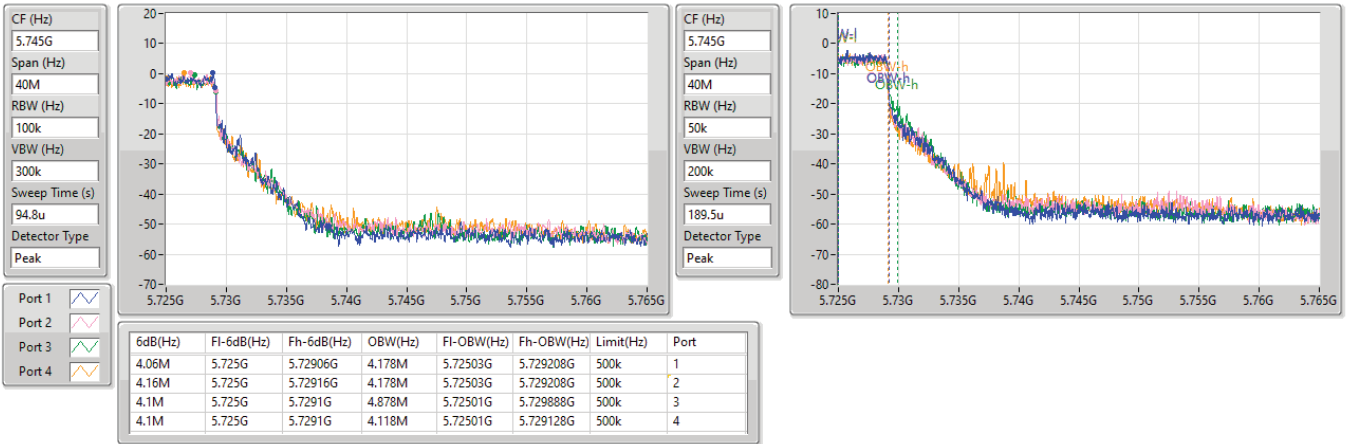 CF (Hz)
5.745G
Span (Hz)
40M
RBW (Hz)
100k
VBW (Hz)
300k
Sweep Time (s)
94.8u
Detector Type
Peak
20
10
0
-10
-20
-30
-40
-50
-60
-70
5.725G 5.73G 5.735G 5.74G 5.745G 5.75G 5.755G 5.76G 5.765G
CF (Hz)
5.745G
Span (Hz)
40M
RBW (Hz)
50k
VBW (Hz)
200k
Sweep Time (s)
189.5u
Detector Type
Peak
10
0
-10
-20
-30
-40
-50
-60
-70
-80
W-l
OBW-h
OBW-h
OBW-h
5.725G 5.73G 5.735G 5.74G 5.745G 5.75G 5.755G 5.76G 5.765G
Port 1
Port 2
Port 3
Port 4
6dB(Hz) Fl-6dB(Hz) Fh-6dB(Hz) OBW(Hz) Fl-OBW(Hz) Fh-OBW(Hz) Limit(Hz) Port
4.06M 5.725G 5.72906G 4.178M 5.72503G 5.729208G 500k 1
4.16M 5.725G 5.72916G 4.178M 5.72503G 5.729208G 500k 2
4.1M 5.725G 5.7291G 4.878M 5.72501G 5.729888G 500k 3
4.1M 5.725G 5.7291G 4.118M 5.72501G 5.729128G 500k 4